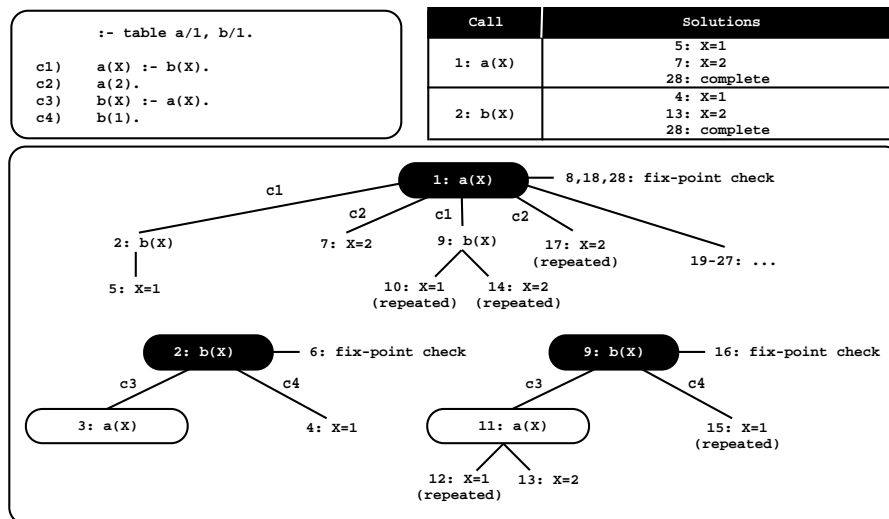 :- table a/1, b/1.
c1) a(X) :- b(X).
c2) a(2).
c3) b(X) :- a(X).
c4) b(1).
Call Solutions
1: a(X)
5: X=1
7: X=2
28: complete
2: b(X)
4: X=1
13: X=2
28: complete
1: a(X) 8,18,28: fix-point check
c1
c2
c1
c2
2: b(X)
7: X=2
9: b(X)
17: X=2
(repeated)
19-27: ...
5: X=1
10: X=1
(repeated)
14: X=2
(repeated)
2: b(X) 6: fix-point check
c3
c4
3: a(X)
4: X=1
9: b(X) 16: fix-point check
c3
c4
11: a(X)
15: X=1
(repeated)
12: X=1
(repeated)
13: X=2